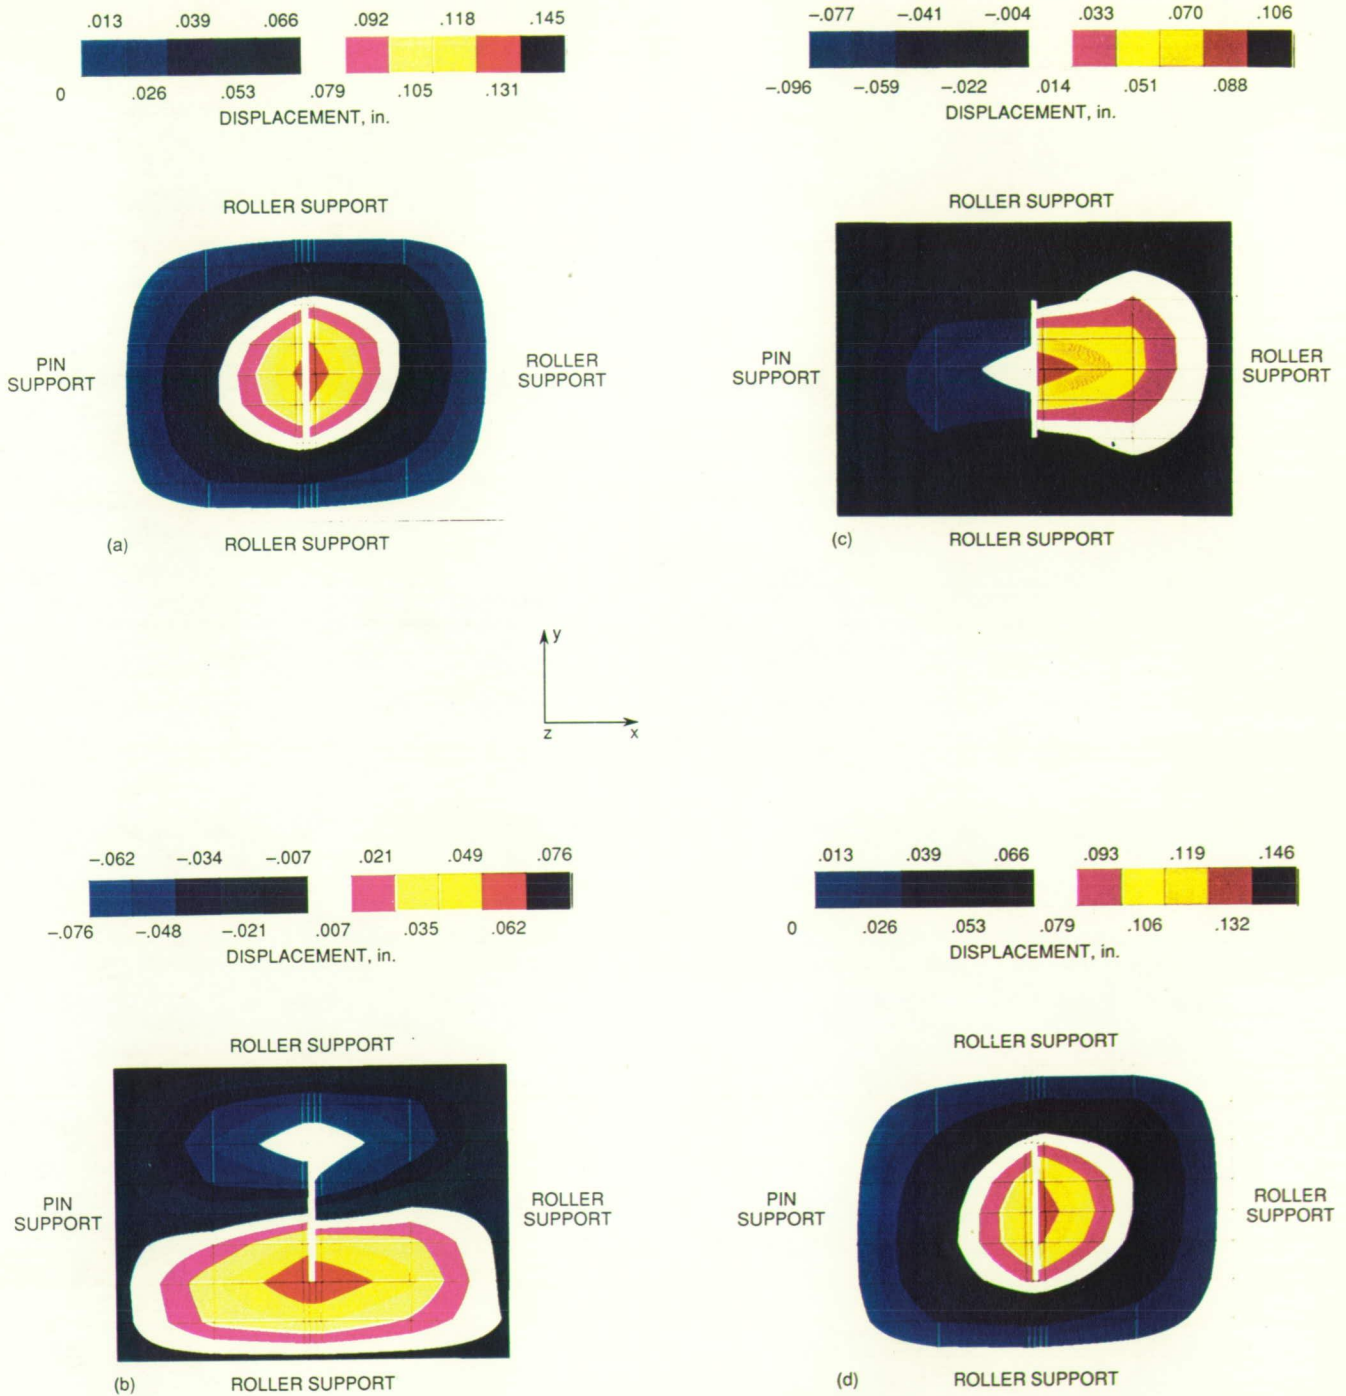 .013 .039 .066 .092 .118 .145
0 .026 .053 .079 .105 .131
DISPLACEMENT, in.
ROLLER SUPPORT
PIN SUPPORT
ROLLER SUPPORT
(a) ROLLER SUPPORT
–.077 –.041 –.004 .033 .070 .106
–.096 –.059 –.022 .014 .051 .088
DISPLACEMENT, in.
ROLLER SUPPORT
PIN SUPPORT
ROLLER SUPPORT
(c) ROLLER SUPPORT
y
z x
–.062 –.034 –.007 .021 .049 .076
–.076 –.048 –.021 .007 .035 .062
DISPLACEMENT, in.
ROLLER SUPPORT
PIN SUPPORT
ROLLER SUPPORT
(b) ROLLER SUPPORT
.013 .039 .066 .093 .119 .146
0 .026 .053 .079 .106 .132
DISPLACEMENT, in.
ROLLER SUPPORT
PIN SUPPORT
ROLLER SUPPORT
(d) ROLLER SUPPORT